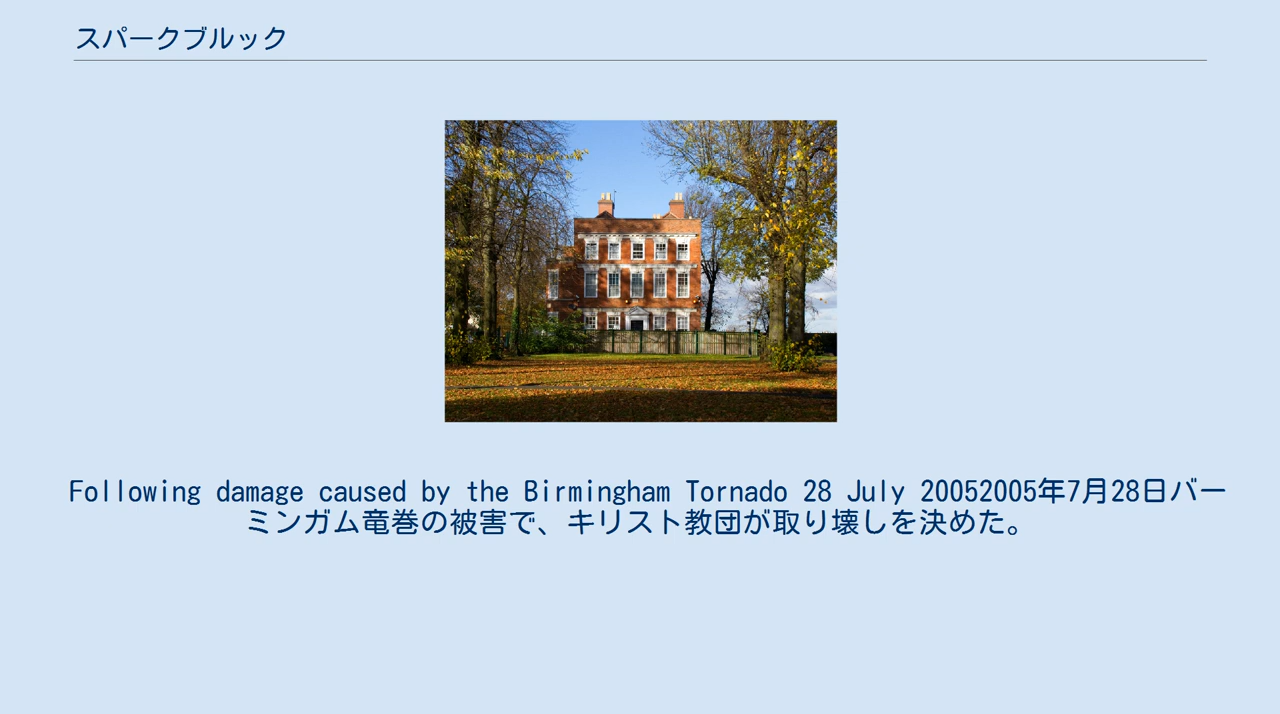 スパークブルック
Following damage caused by the Birmingham Tornado 28 July 20052005年7月28日バー
ミンガム竜巻の被害で、キリスト教団が取り壊しを決めた。